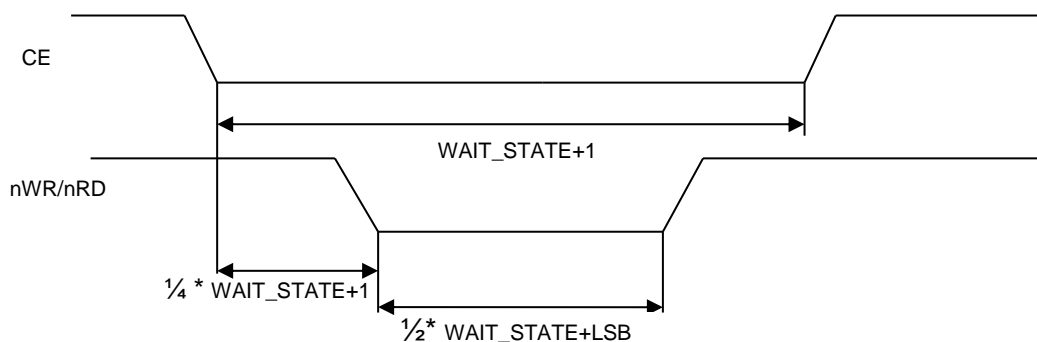 CE
WAIT_STATE+1
nWR/nRD
¼ * WAIT_STATE+1
½* WAIT_STATE+LSB